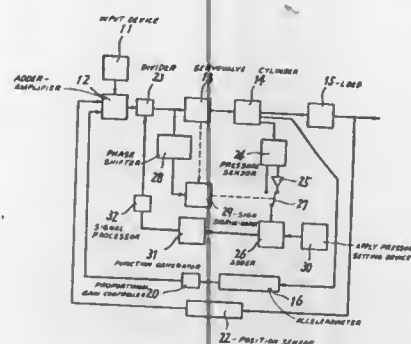 INPUT DEVICE
11
ADDER-
AMPLIFIER
12
DIVIDER
23
SERVOVALVE
13
CYLINDER
14
15-LOAD
PHASE
SHIFTER
28
24
PRESSURE
SENSOR
25
27
29-SIGN
32
SIGNAL
PROCESSOR
31
FUNCTION GENERATOR
26
ADDER
30
APPLY PRESSURE
SETTING DEVICE
PROPORTIONAL
GAIN CONTROLLER
20
16
ACCELEROMETER
22-POSITION SENSOR